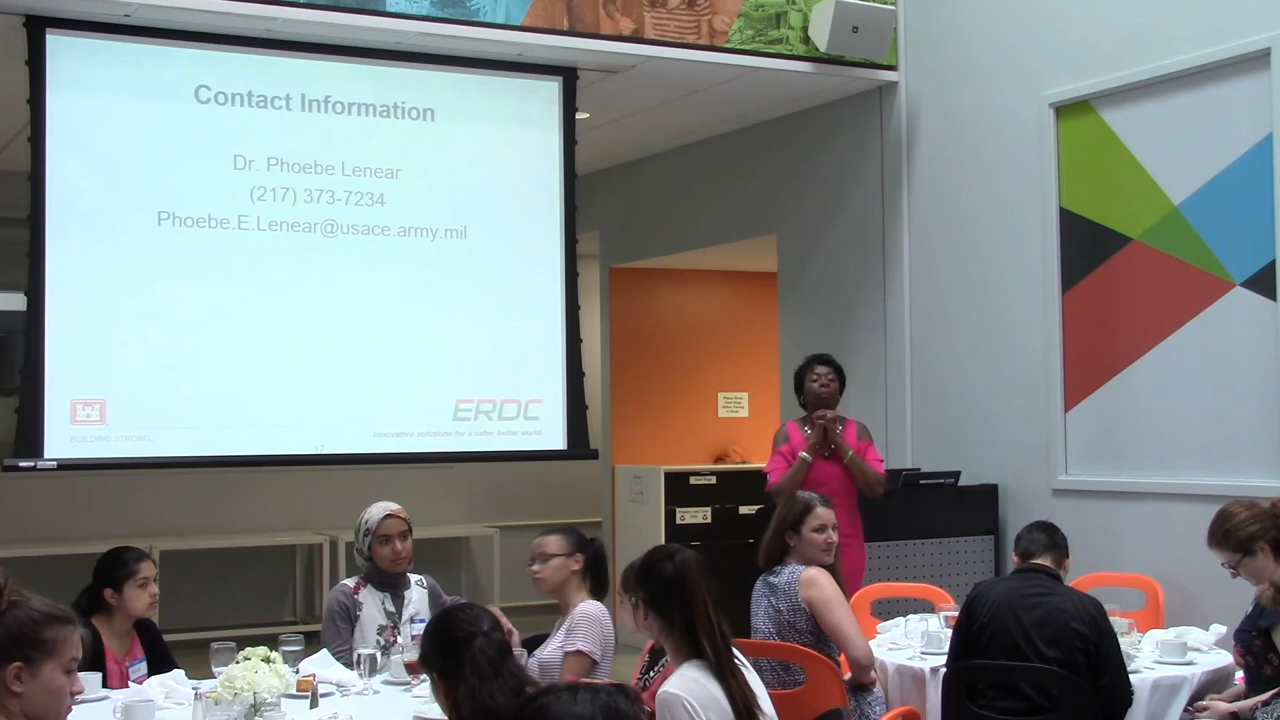 Contact Information
Dr. Phoebe Lenear
(217) 373-7234
Phoebe.E.Lenear@usace.army.mil
BUILDING STRONG®
ERDC
Innovative solutions for a safer, better world
17